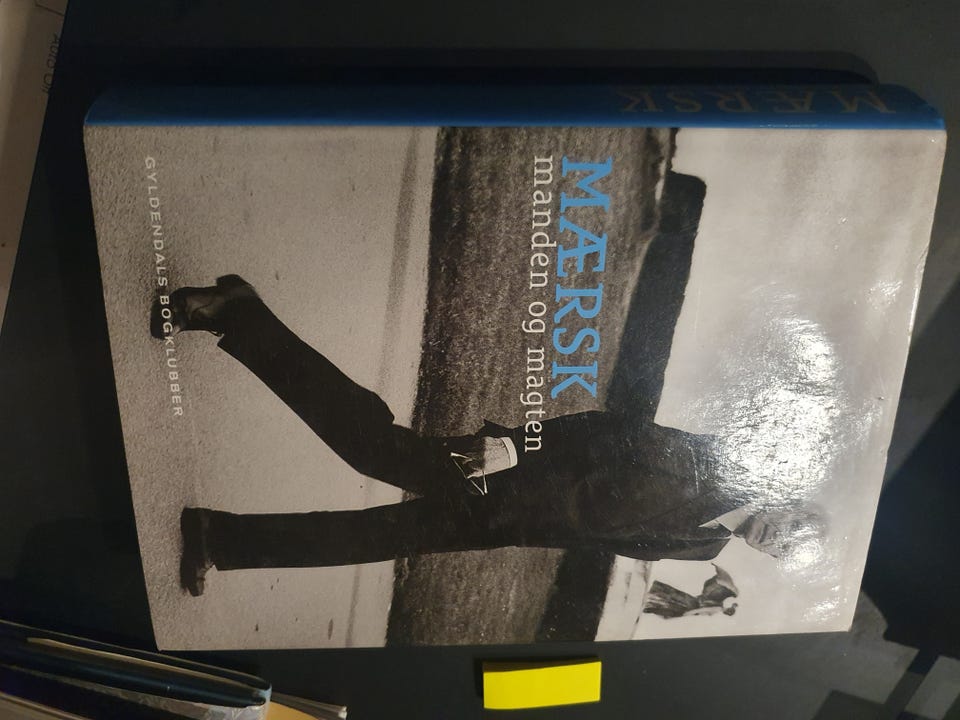 MÆRSK
MÆRSK
manden og magten
GYLDENDALS BOGKLUBBER